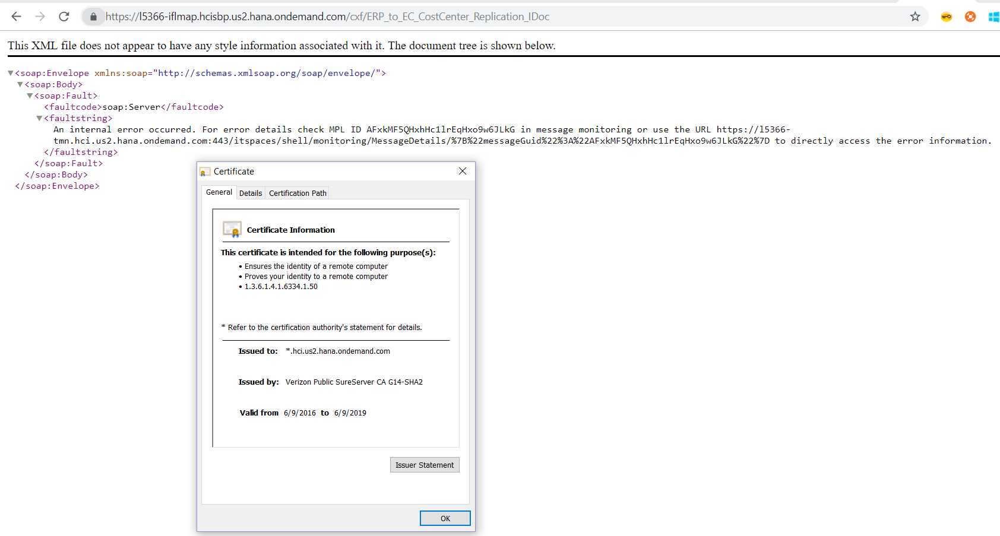 https://l5366-iflmap.hcisbp.us2.hana.ondemand.com/cxf/ERP_to_EC_CostCenter_Replication_IDoc
This XML file does not appear to have any style information associated with it. The document tree is shown below.
▼<soap:Envelope xmlns:soap="http://schemas.xmlsoap.org/soap/envelope/">
▼<soap:Body>
▼<soap:Fault>
<faultcode>soap:Server</faultcode>
▼<faultstring>
An internal error occurred. For error details check MPL ID AFxkMF5QHxhHc1lrEqHxo9w6JLkG in message monitoring or use the URL https://l5366-
tmn.hci.us2.hana.ondemand.com:443/itspaces/shell/monitoring/MessageDetails/%7B%22messageGuid%22%3A%22AFxkMF5QHxhHc1lrEqHxo9w6JLkG%22%7D to directly access the error information.
</faultstring>
</soap:Fault>
</soap:Body>
</soap:Envelope>
Certificate
General Details Certification Path
Certificate Information
This certificate is intended for the following purpose(s):
• Ensures the identity of a remote computer
• Proves your identity to a remote computer
• 1.3.6.1.4.1.6334.1.50
* Refer to the certification authority's statement for details.
Issued to: *.hci.us2.hana.ondemand.com
Issued by: Verizon Public SureServer CA G14-SHA2
Valid from 6/9/2016 to 6/9/2019
Issuer Statement
OK